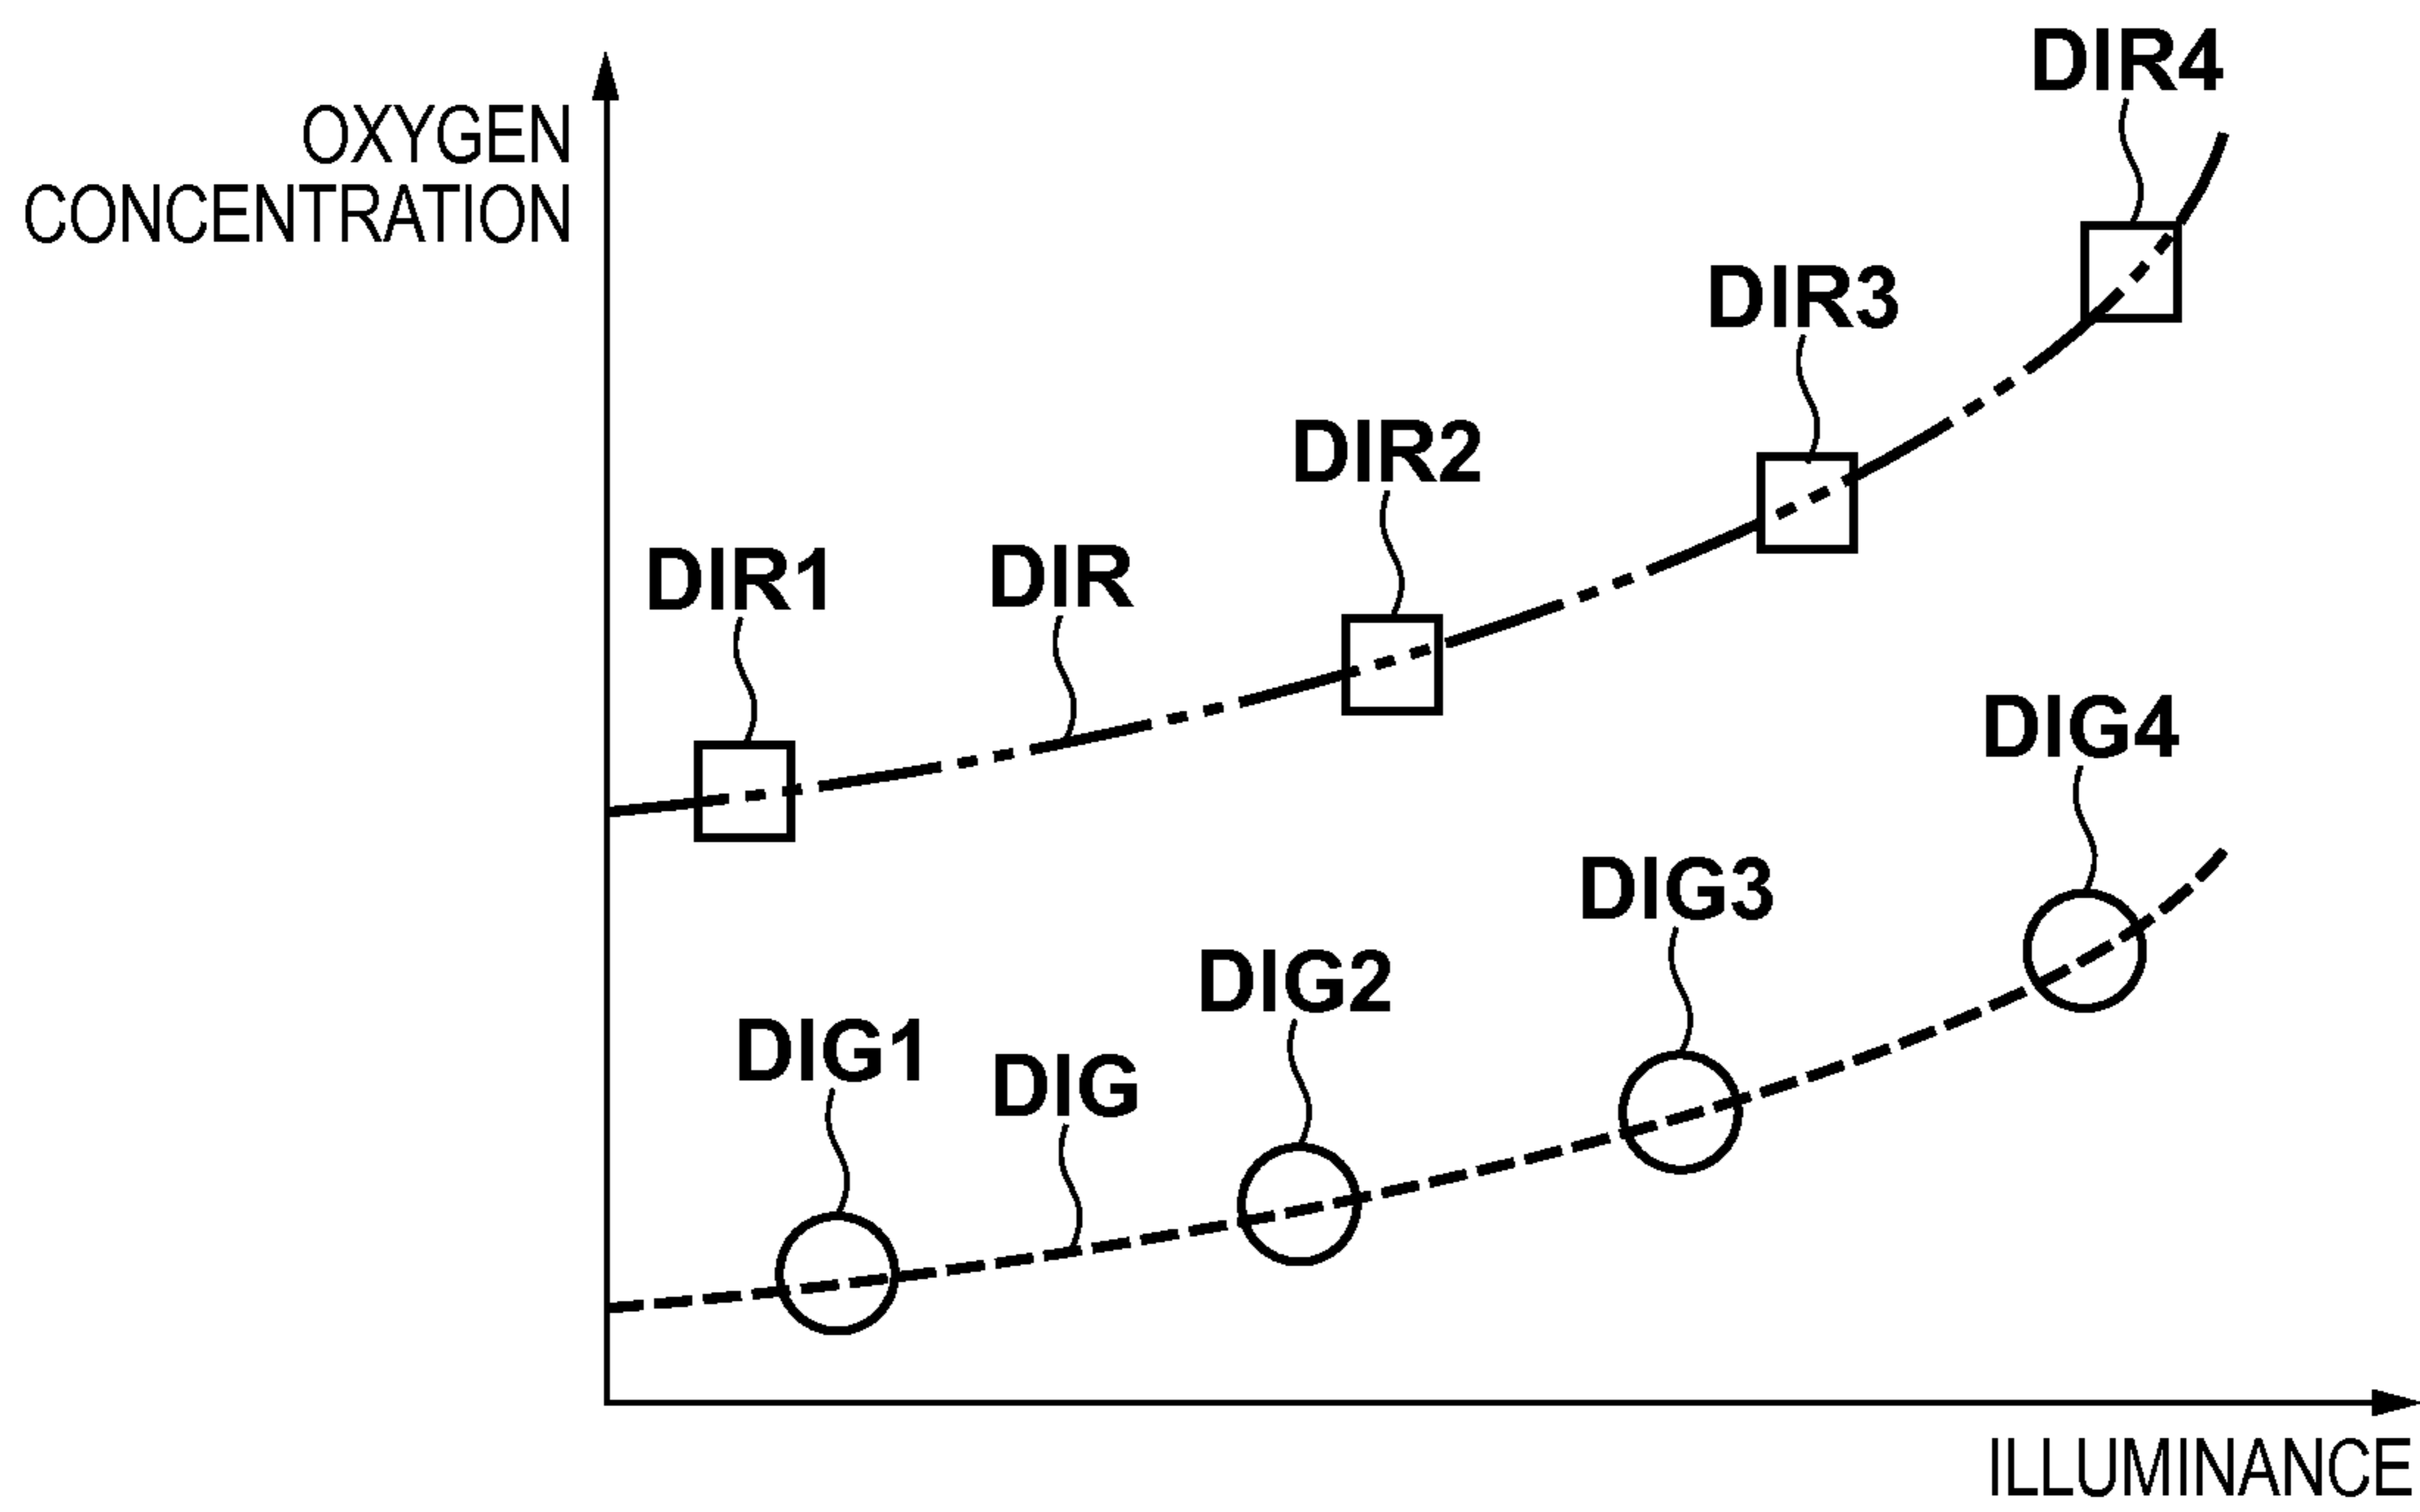 DIR4
OXYGEN
CONCENTRATION
DIR3
DIR2
DIR1
DIR
DIG4
DIG3
DIG2
DIG1
DIG
ILLUMINANCE